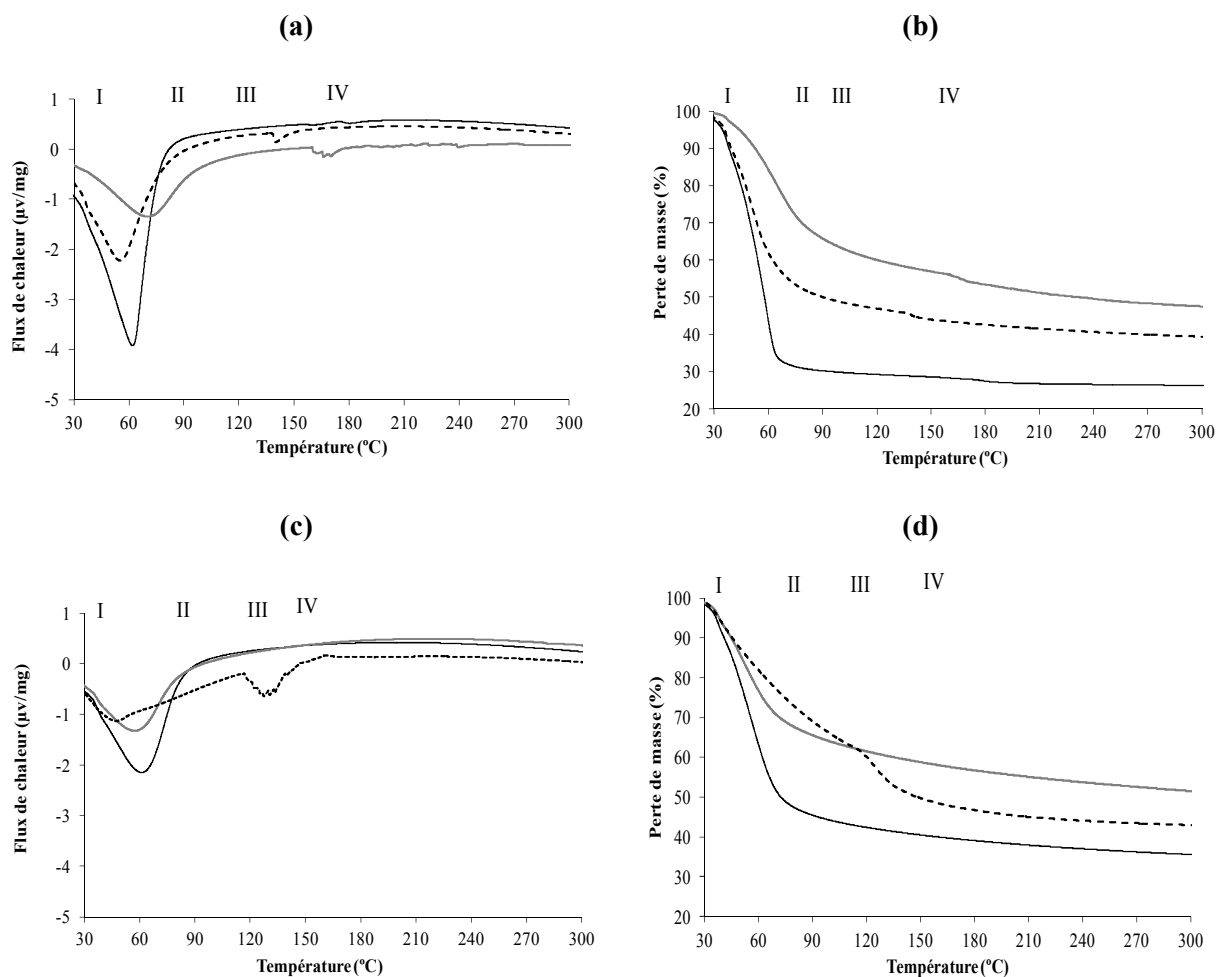 (a)
I II III IV
1
0
-1
-2
-3
-4
-5
30 60 90 120 150 180 210 240 270 300
Température (ºC)
Flux de chaleur (µv/mg)
(b)
I II III IV
100
90
80
70
60
50
40
30
20
30 60 90 120 150 180 210 240 270 300
Température (ºC)
Perte de masse (%)
(c)
I II III IV
1
0
-1
-2
-3
-4
-5
30 60 90 120 150 180 210 240 270 300
Température (ºC)
Flux de chaleur (µv/mg)
(d)
I II III IV
100
90
80
70
60
50
40
30
20
30 60 90 120 150 180 210 240 270 300
Température (ºC)
Perte de masse (%)